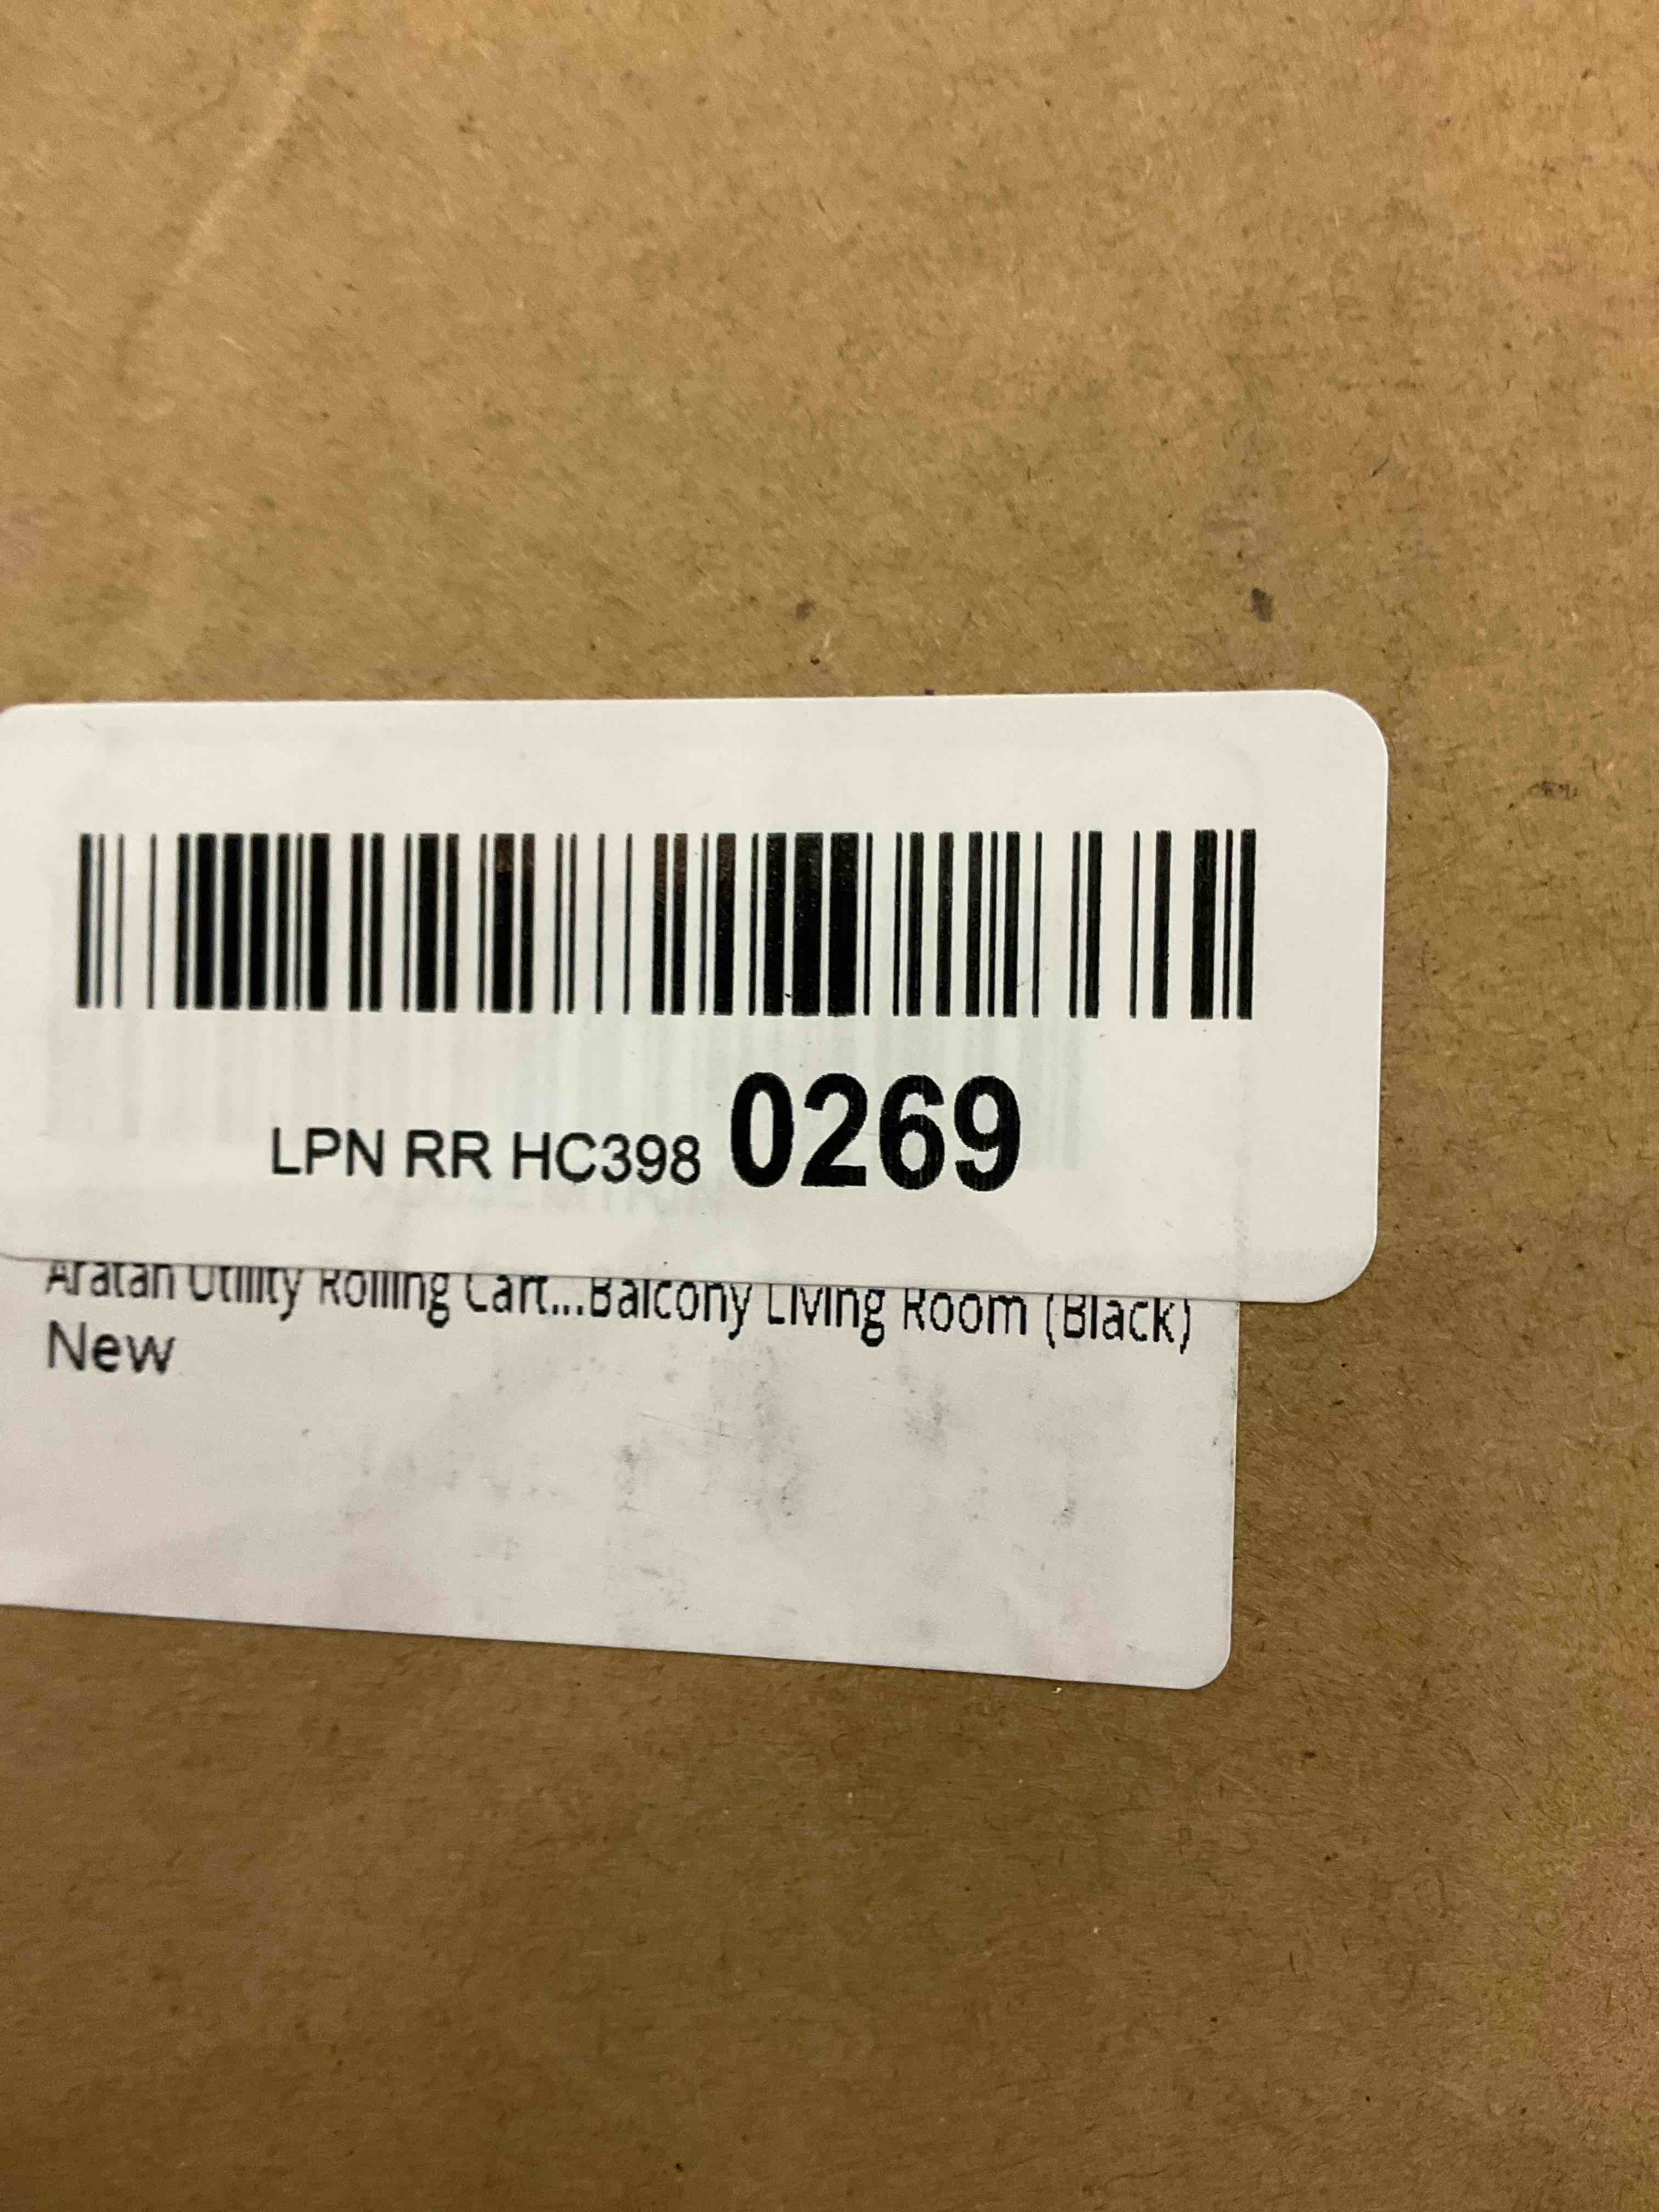 LPN RR HC398 0269
Aratan Utility Rolling Cart...Balcony Living Room (Black)
New